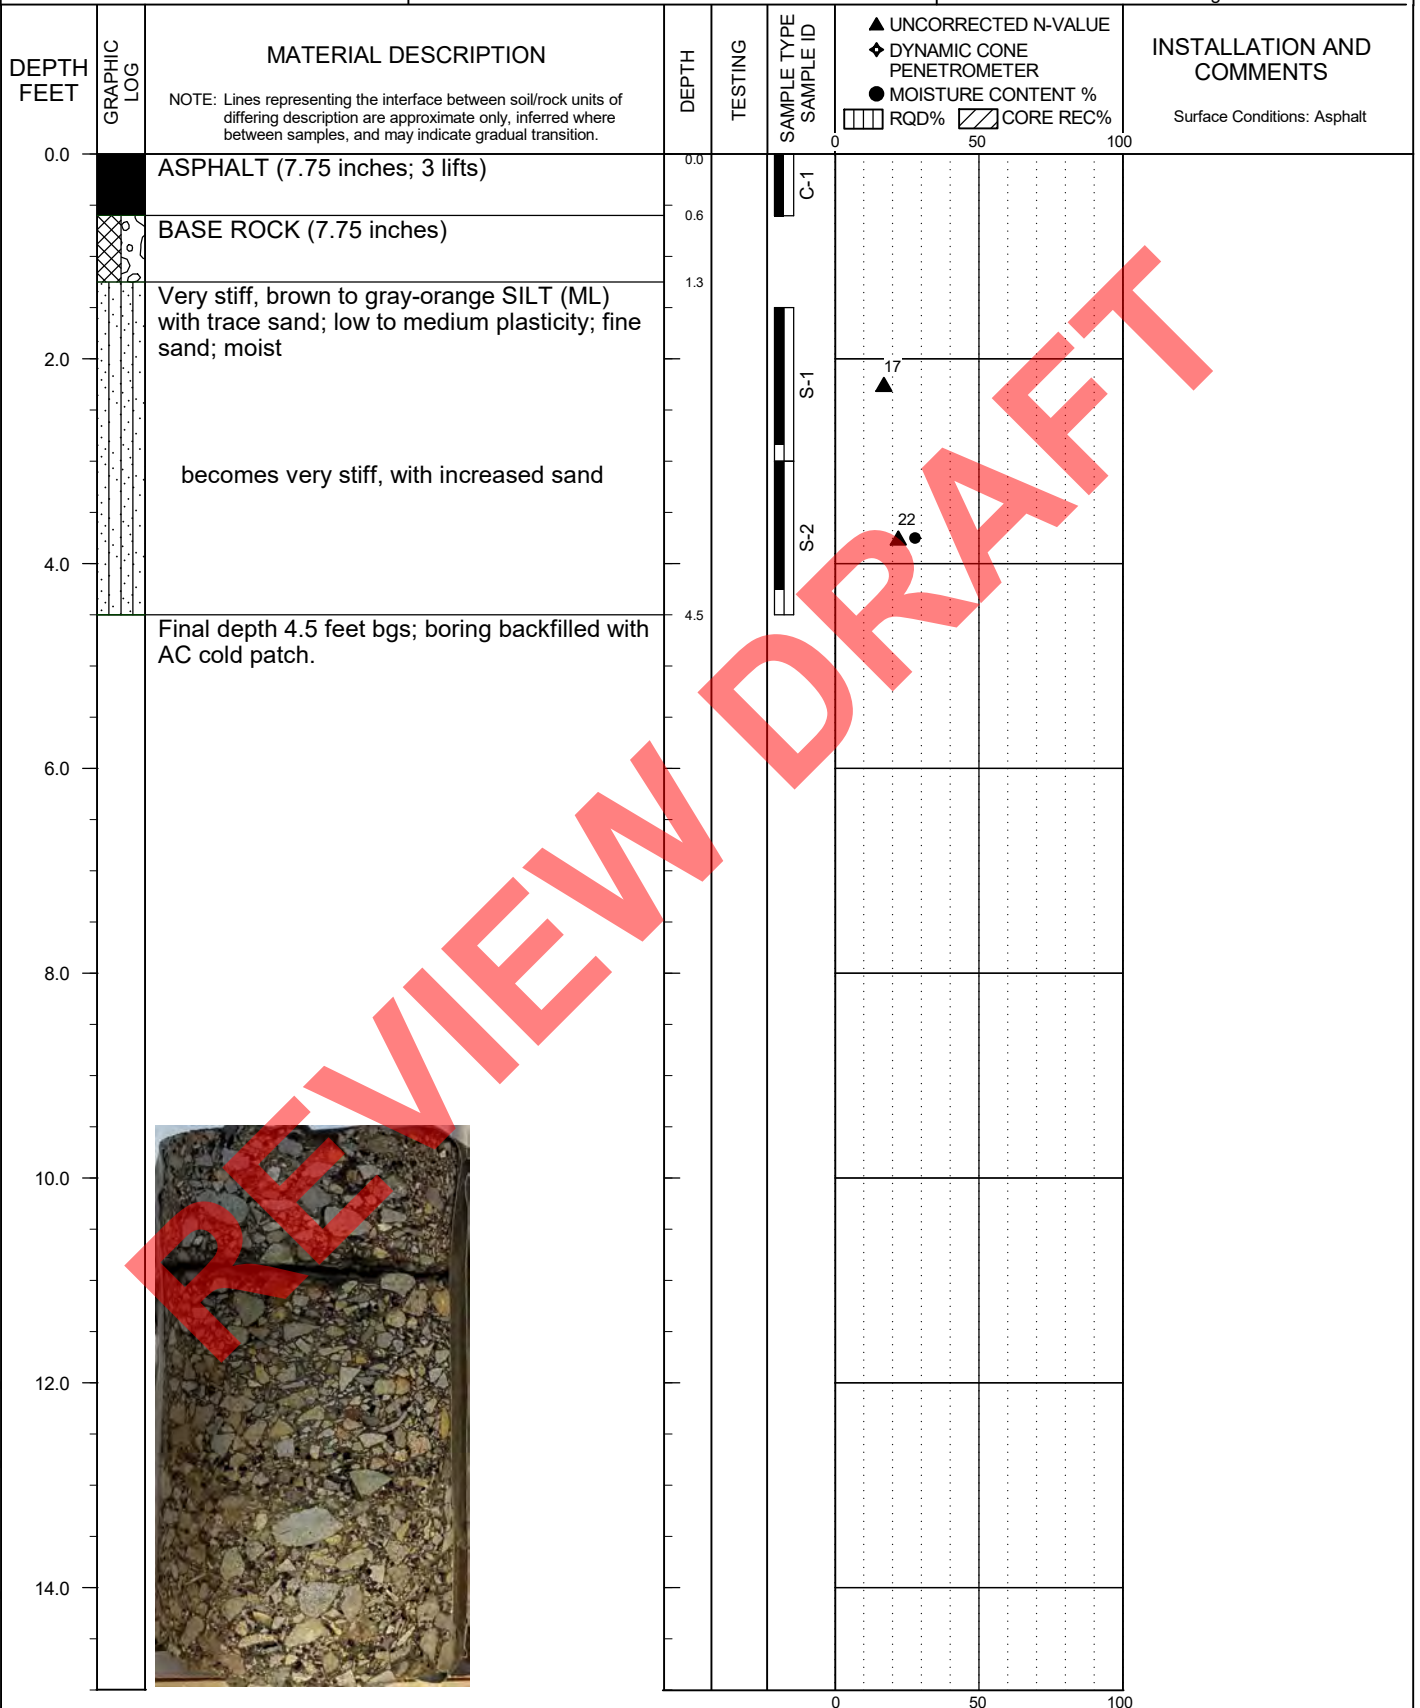 DEPTH
FEET
GRAPHIC
LOG
MATERIAL DESCRIPTION
NOTE: Lines representing the interface between soil/rock units of
differing description are approximate only, inferred where
between samples, and may indicate gradual transition.
DEPTH
TESTING
SAMPLE TYPE
SAMPLE ID
▲ UNCORRECTED N-VALUE
DYNAMIC CONE
PENETROMETER
● MOISTURE CONTENT %
RQD% CORE REC%
0 50 100
INSTALLATION AND
COMMENTS
Surface Conditions: Asphalt
0.0
ASPHALT (7.75 inches; 3 lifts)
0.0
C-1
0.6
BASE ROCK (7.75 inches)
1.3
Very stiff, brown to gray-orange SILT (ML)
with trace sand; low to medium plasticity; fine
sand; moist
2.0
S-1
17
becomes very stiff, with increased sand
S-2
22
4.0
4.5
Final depth 4.5 feet bgs; boring backfilled with
AC cold patch.
6.0
8.0
10.0
12.0
14.0
0 50 100
REVIEW DRAFT